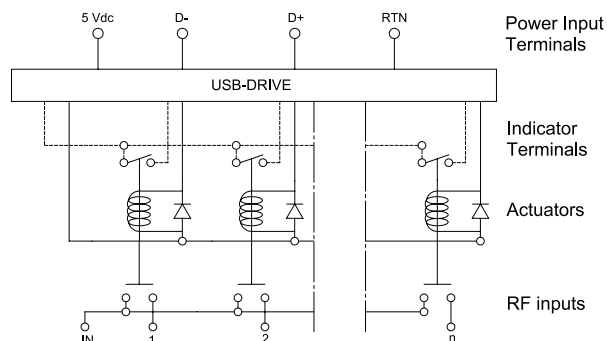 5 Vdc D- D+ RTN Power Input
Terminals
USB-DRIVE
Indicator
Terminals
Actuators
RF inputs
IN 1 2 n